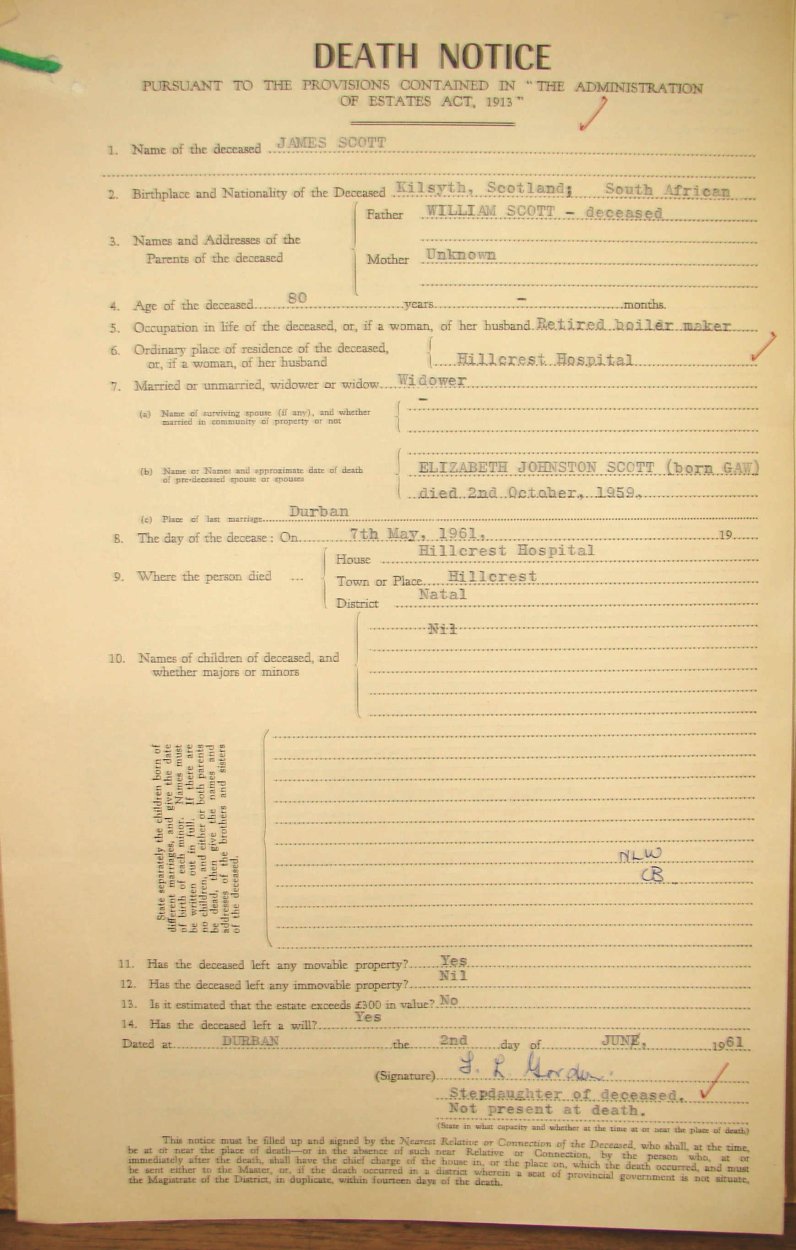 DEATH NOTICE
PURSUANT TO THE PROVISIONS CONTAINED IN "THE ADMINISTRATION
OF ESTATES ACT, 1913"
1. Name of the deceased JAMES SCOTT
2. Birthplace and Nationality of the Deceased Kilsyth, Scotland; South African
3. Names and Addresses of the Parents of the deceased
Father WILLIAM SCOTT - deceased
Mother Unknown
4. Age of the deceased 80 years - months.
5. Occupation in life of the deceased, or, if a woman, of her husband Retired boiler maker
6. Ordinary place of residence of the deceased,
or, if a woman, of her husband Hillcrest Hospital
7. Married or unmarried, widower or widow Widower
(a) Name of surviving spouse (if any), and whether -
married in community of property or not
(b) Name or Names and approximate date of death ELIZABETH JOHNSTON SCOTT (born GAW)
of pre-deceased spouse or spouses died 2nd October, 1959.
(c) Place of last marriage Durban
8. The day of the decease: On 7th May, 1961. 19
9. Where the person died ...
House Hillcrest Hospital
Town or Place Hillcrest
District Natal
Nil
10. Names of children of deceased, and
whether majors or minors
State separately the children born of
different marriages, and give the date
of birth of each minor. Names must
be written out in full. If there are
no children, and either or both parents
be dead, then give the names and
addresses of the brothers and sisters
of the deceased.
NLW
CB
11. Has the deceased left any movable property? Yes
12. Has the deceased left any immovable property? Nil
13. Is it estimated that the estate exceeds £300 in value? No
14. Has the deceased left a will? Yes
Dated at DURBAN the 2nd day of JUNE, 1961
(Signature) L. Gordon.
Stepdaughter of deceased.
Not present at death.
(State in what capacity and whether at the time at or near the place of death)
This notice must be filled up and signed by the Nearest Relative or Connection of the Deceased, who shall, at the time,
be at or near the place of death—or in the absence of such near Relative or Connection, by the person who, at or
immediately after the death, shall have the chief charge of the house in, or the place on, which the death occurred, and must
be sent either to the Master, or, if the death occurred in a district wherein a seat of provincial government is not situate,
the Magistrate of the District, in duplicate, within fourteen days of the death.